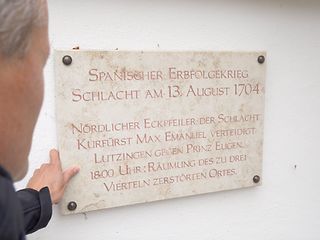 Spanischer Erbfolgekrieg
Schlacht am 13. August 1704
Nördlicher Eckpfeiler der Schlacht
Kurfürst Max Emanuel verteidigt
Lutzingen gegen Prinz Eugen.
1800 Uhr: Räumung des zu drei
Vierteln zerstörten Ortes.